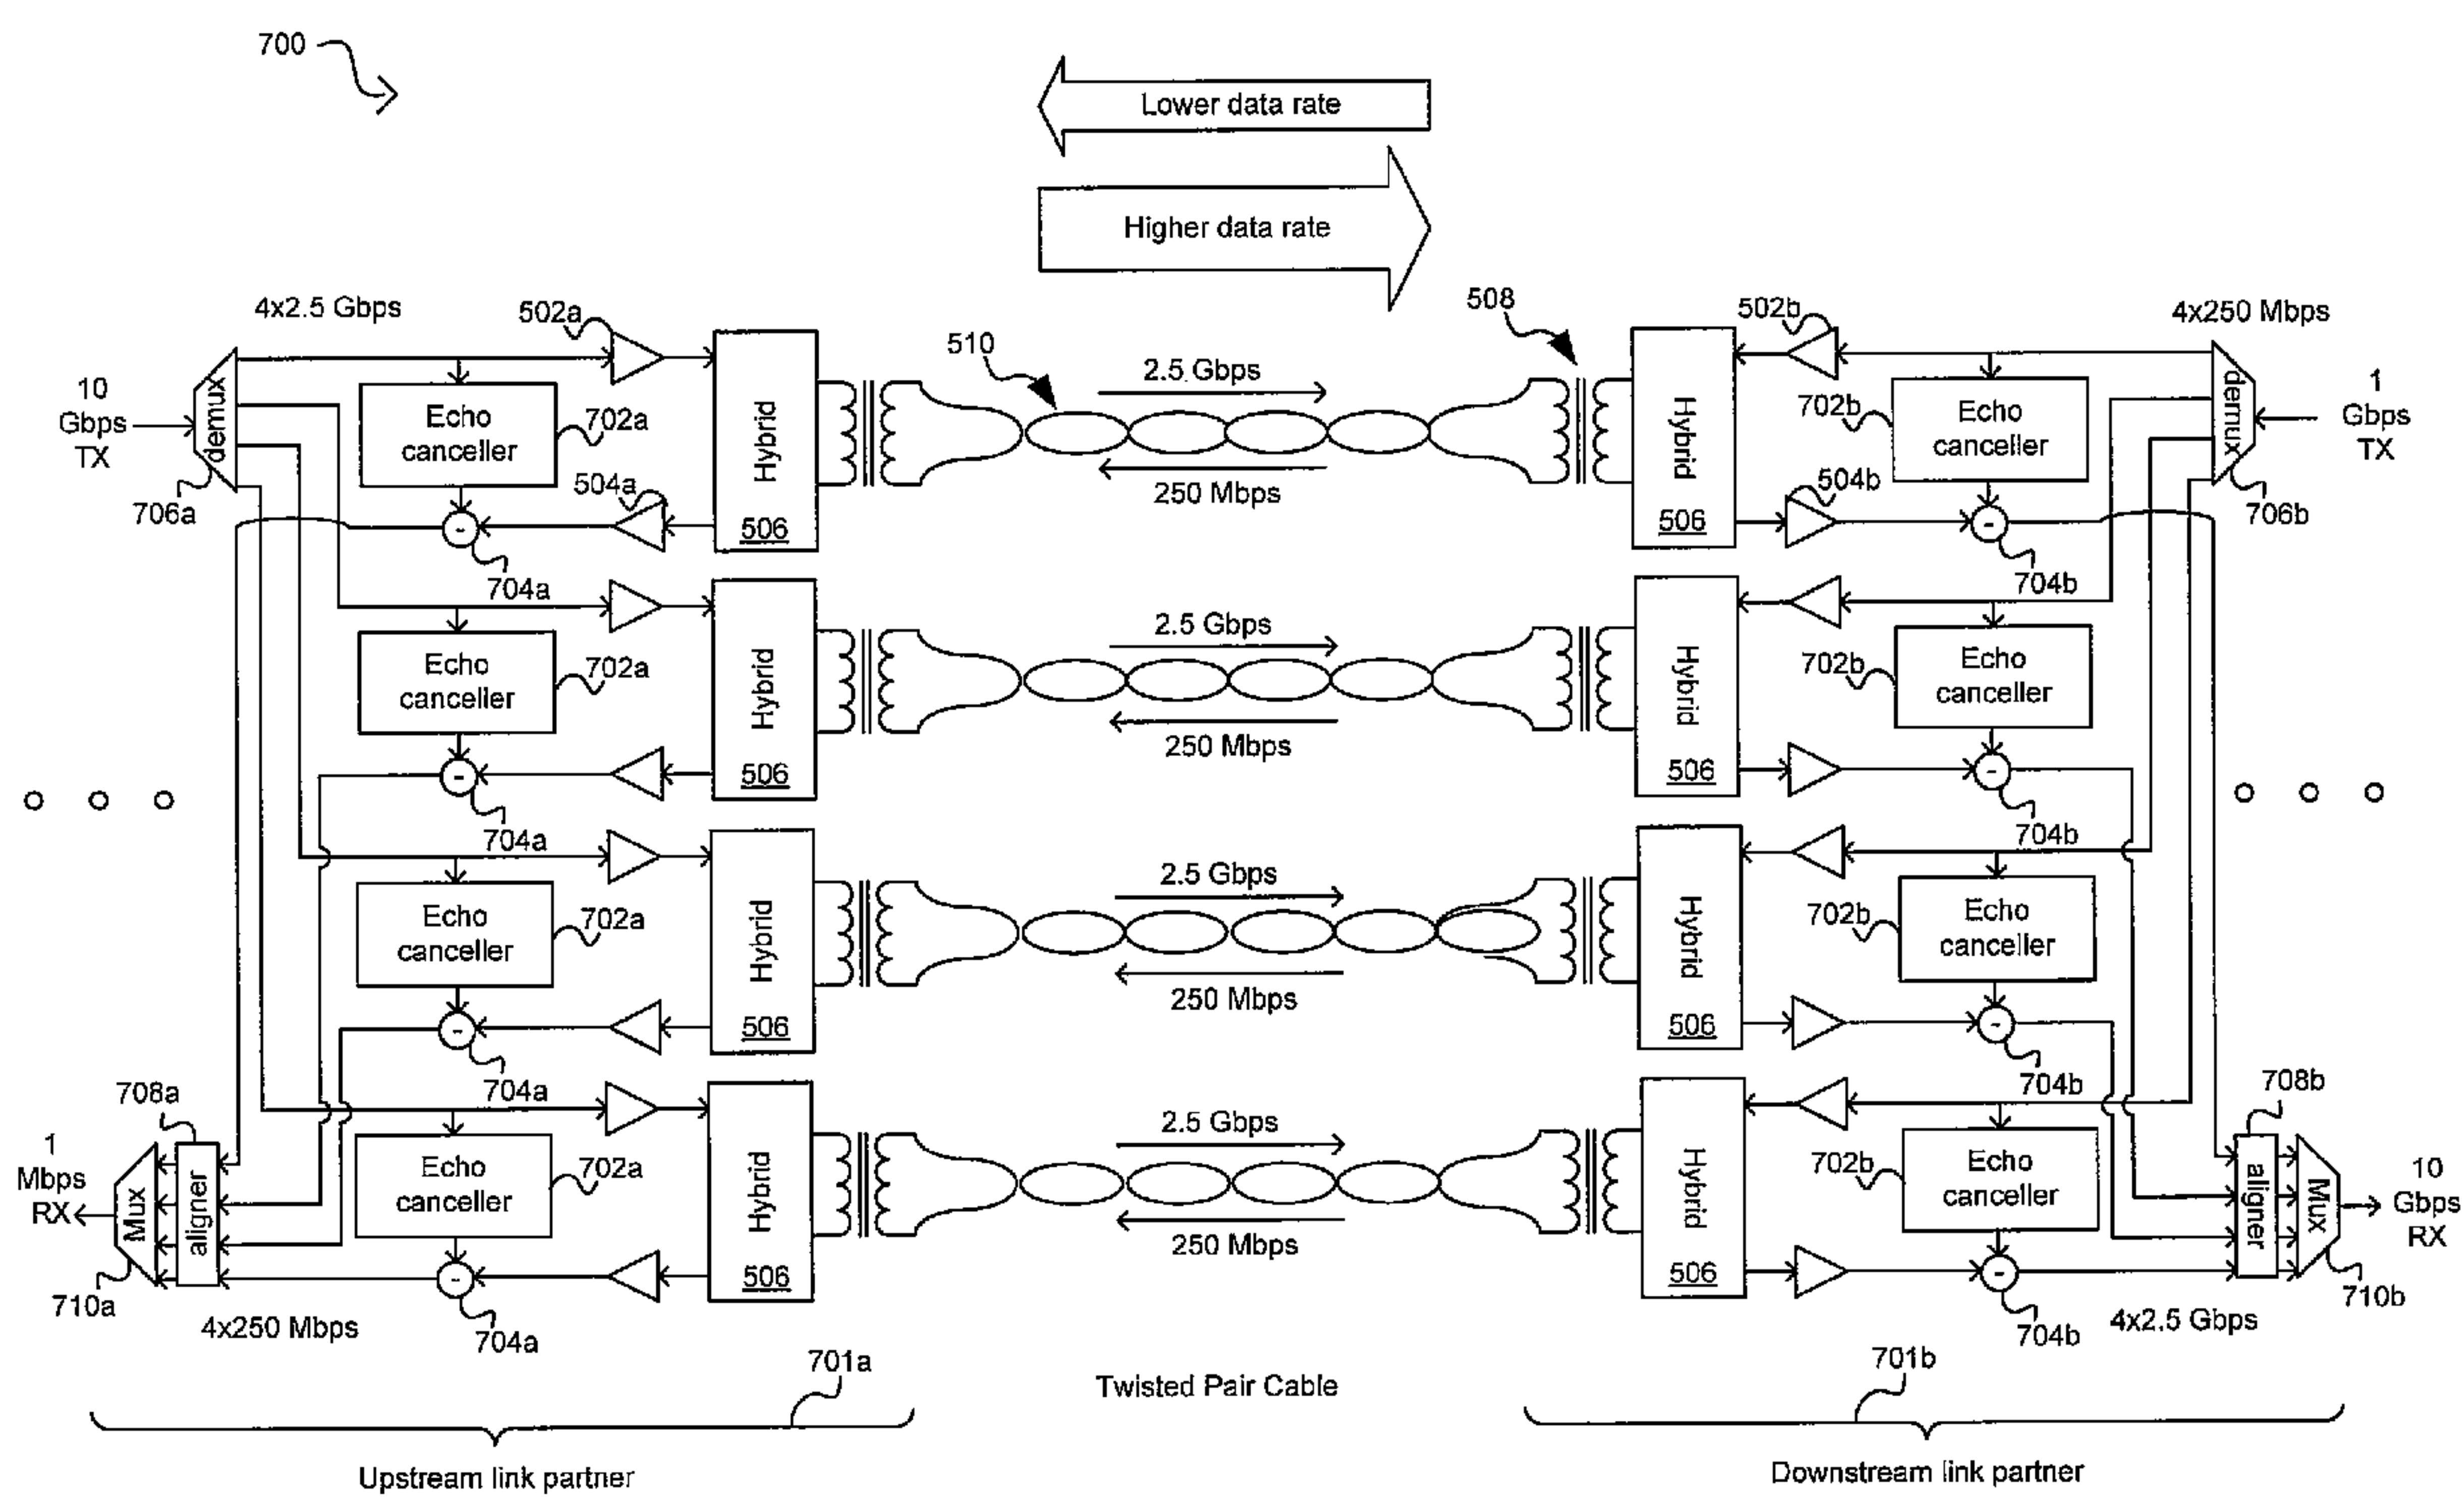 700
Lower data rate
Higher data rate
4x2.5 Gbps
502a
508
502b
4x250 Mbps
510
2.5 Gbps
250 Mbps
10
Gbps
TX
demux
706a
Echo
canceller
702a
504a
704a
Hybrid
506
Hybrid
506
702b
Echo
canceller
504b
704b
demux
706b
1
Gbps
TX
Echo
canceller
702a
704a
Hybrid
506
2.5 Gbps
250 Mbps
Hybrid
506
702b
Echo
canceller
704b
Echo
canceller
702a
704a
Hybrid
506
2.5 Gbps
250 Mbps
Hybrid
506
702b
Echo
canceller
704b
708a
1
Mbps
RX
Mux
aligner
710a
4x250 Mbps
Echo
canceller
702a
704a
Hybrid
506
2.5 Gbps
250 Mbps
Hybrid
506
702b
Echo
canceller
704b
708b
aligner
Mux
10
Gbps
RX
710b
4x2.5 Gbps
701a
Twisted Pair Cable
701b
Upstream link partner
Downstream link partner